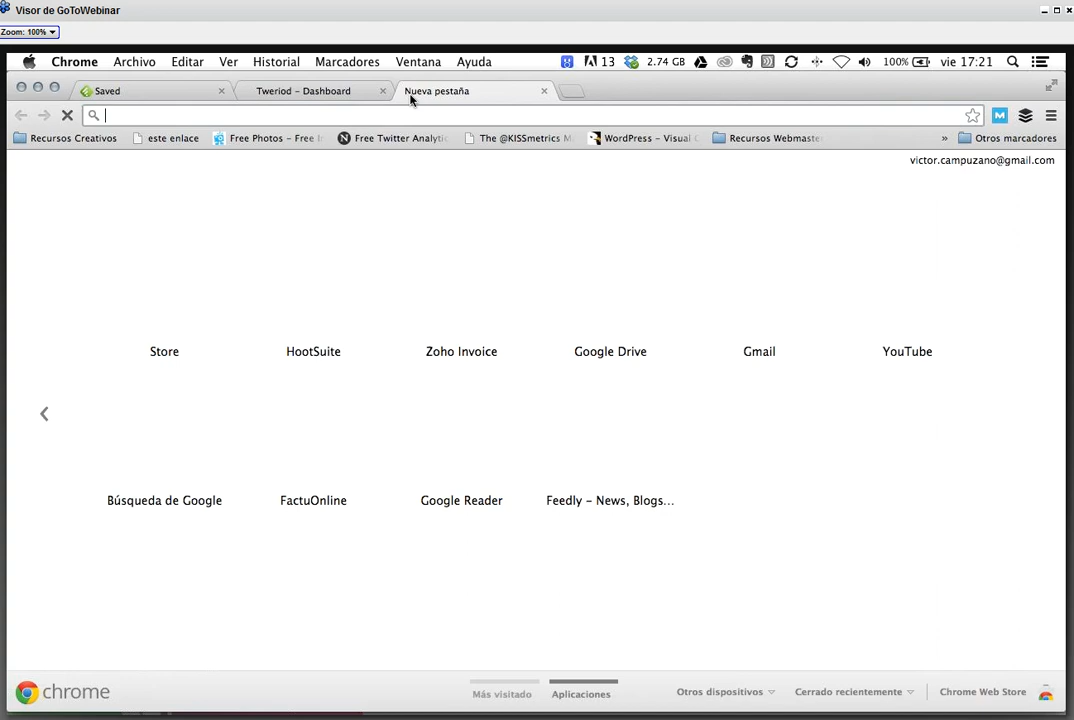 Visor de GoToWebinar
Zoom: 100%
Chrome Archivo Editar Ver Historial Marcadores Ventana Ayuda 13 2.74 GB 100% vie 17:21
Saved Tweriod – Dashboard Nueva pestaña
Recursos Creativos este enlace Free Photos – Free I Free Twitter Analytic The @KISSmetrics M WordPress – Visual Recursos Webmaste » Otros marcadores
victor.campuzano@gmail.com
Store HootSuite Zoho Invoice Google Drive Gmail YouTube
Búsqueda de Google FactuOnline Google Reader Feedly – News, Blogs...
chrome Más visitado Aplicaciones Otros dispositivos Cerrado recientemente Chrome Web Store